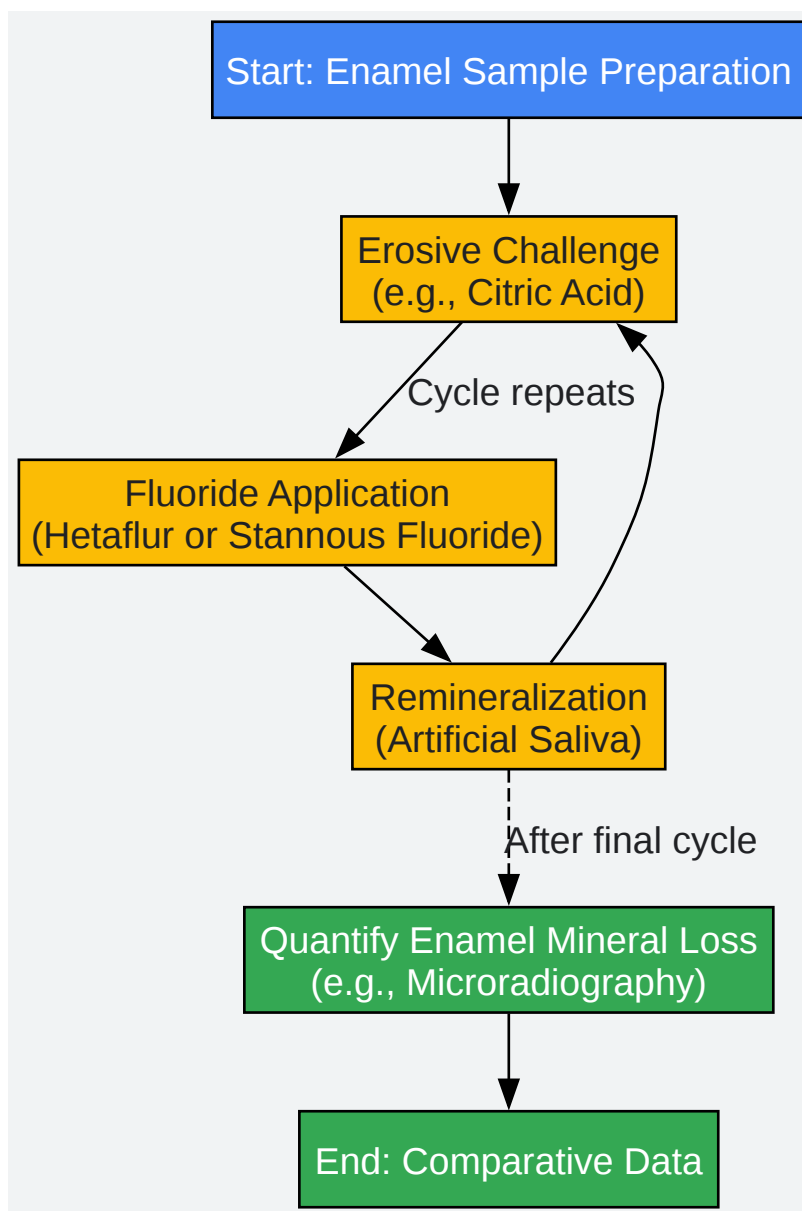 Start: Enamel Sample Preparation
Erosive Challenge
(e.g., Citric Acid)
Cycle repeats
Fluoride Application
(Hetaflur or Stannous Fluoride)
Remineralization
(Artificial Saliva)
After final cycle
Quantify Enamel Mineral Loss
(e.g., Microradiography)
End: Comparative Data